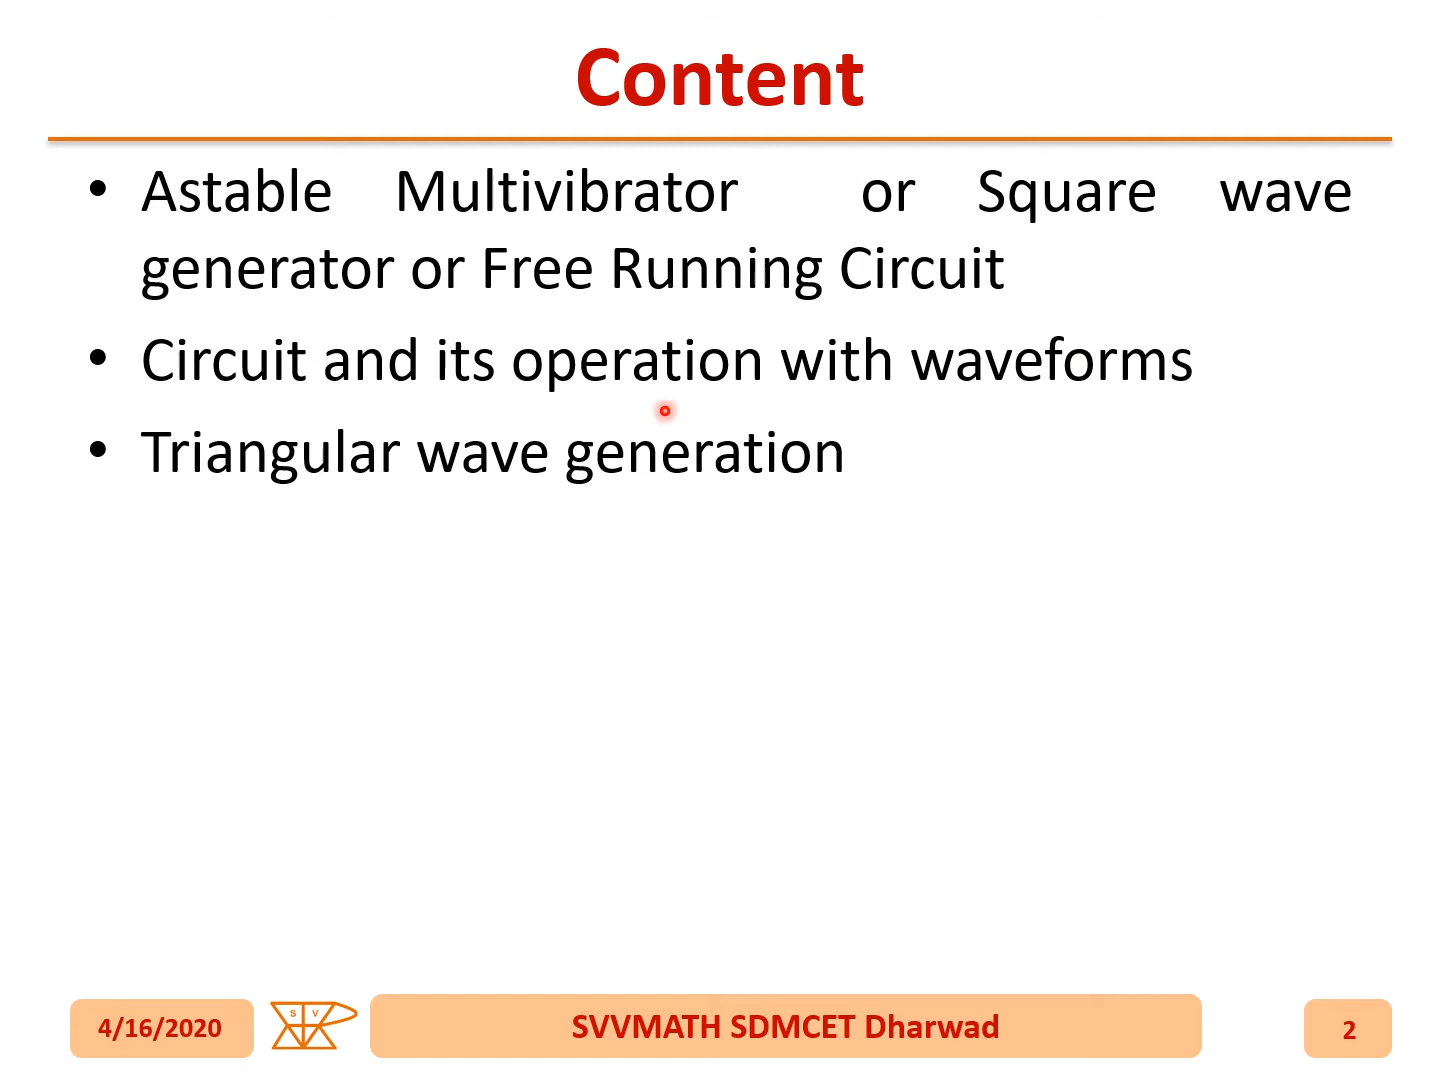 Content
• Astable Multivibrator or Square wave
generator or Free Running Circuit
• Circuit and its operation with waveforms
• Triangular wave generation
4/16/2020
S V
SVVMATH SDMCET Dharwad
2